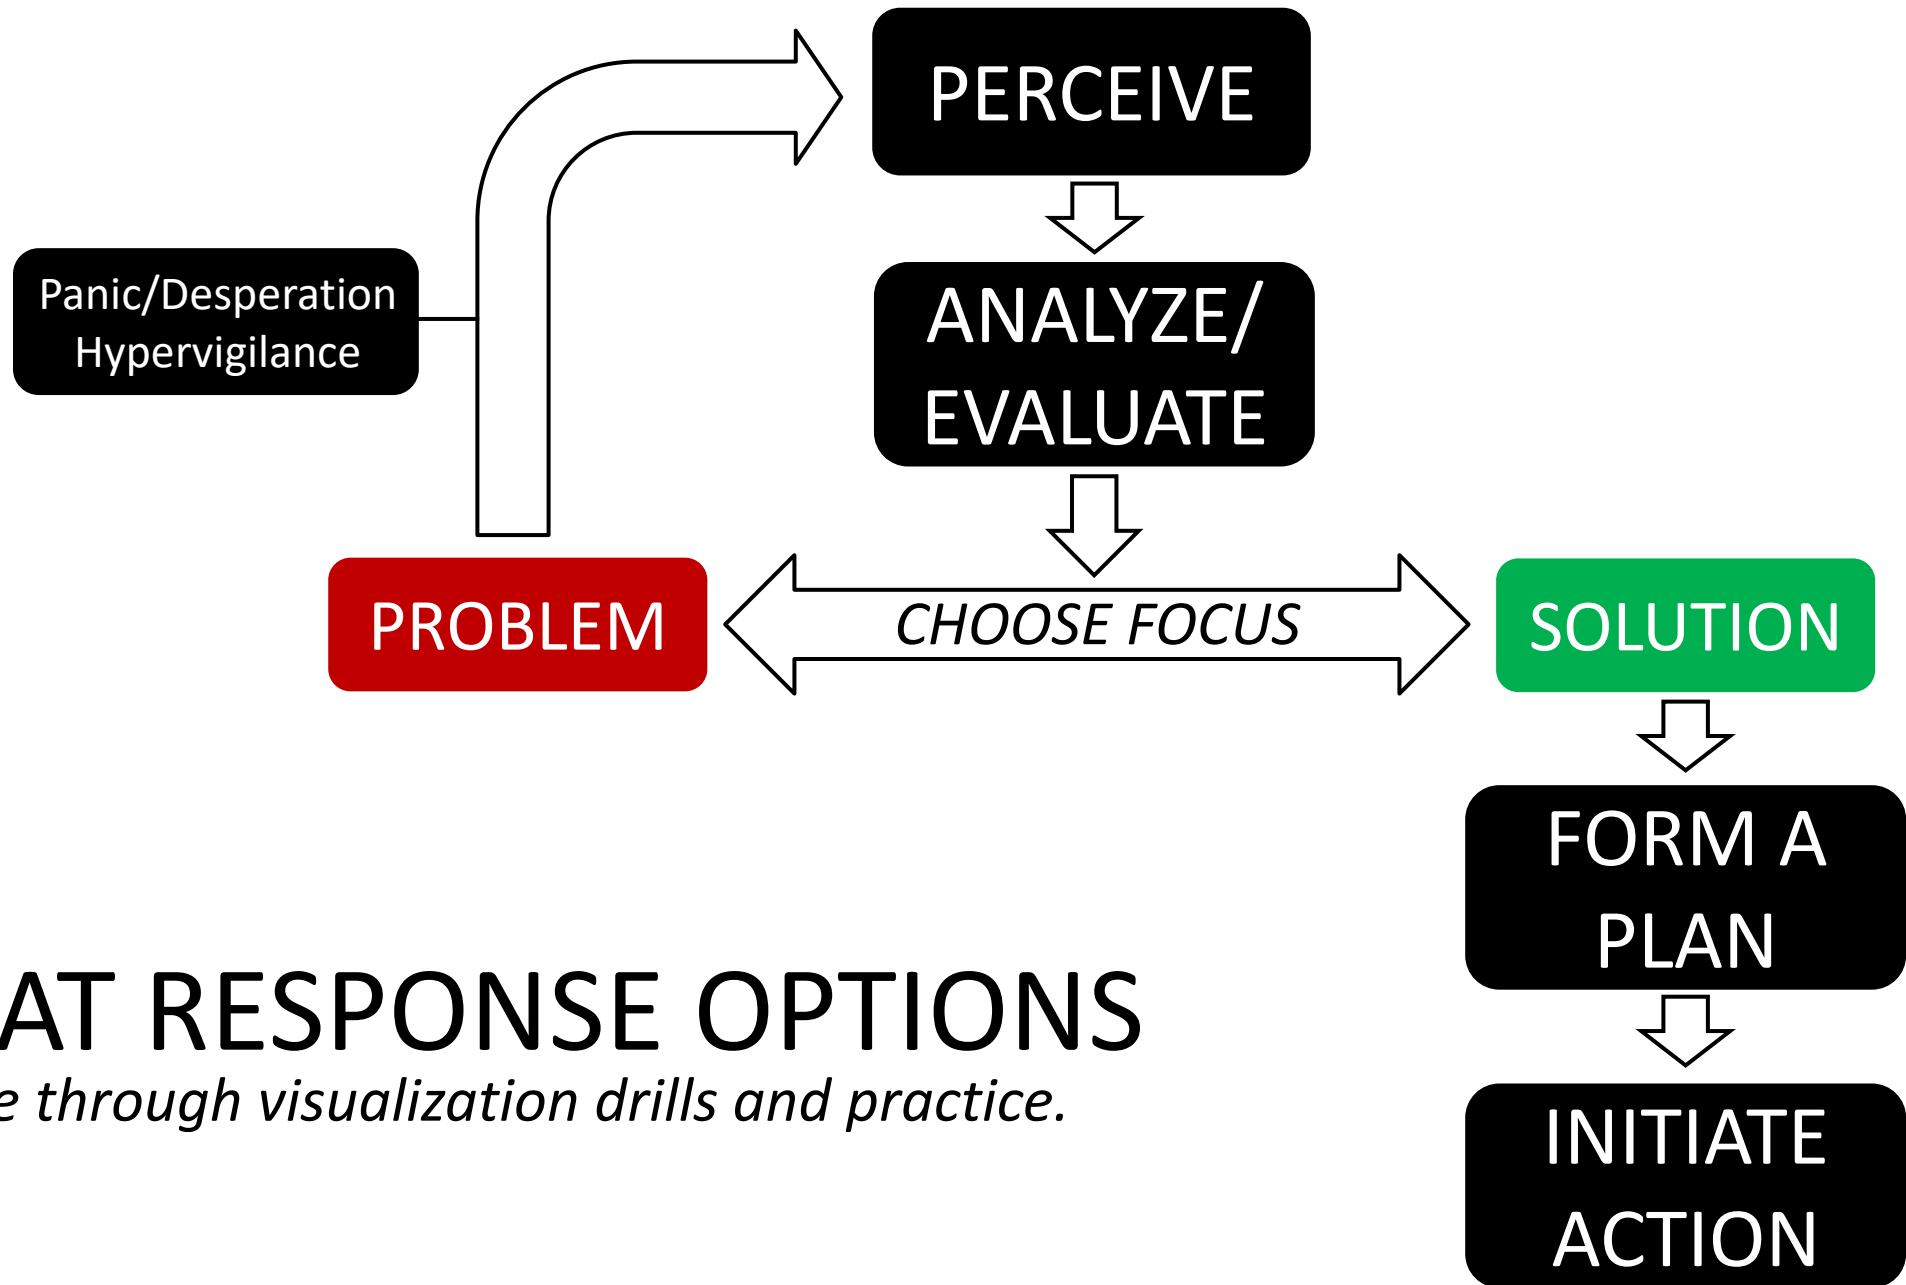 PERCEIVE
Panic/Desperation
Hypervigilance
ANALYZE/
EVALUATE
PROBLEM
CHOOSE FOCUS
SOLUTION
FORM A
PLAN
INITIATE
ACTION
AT RESPONSE OPTIONS
e through visualization drills and practice.